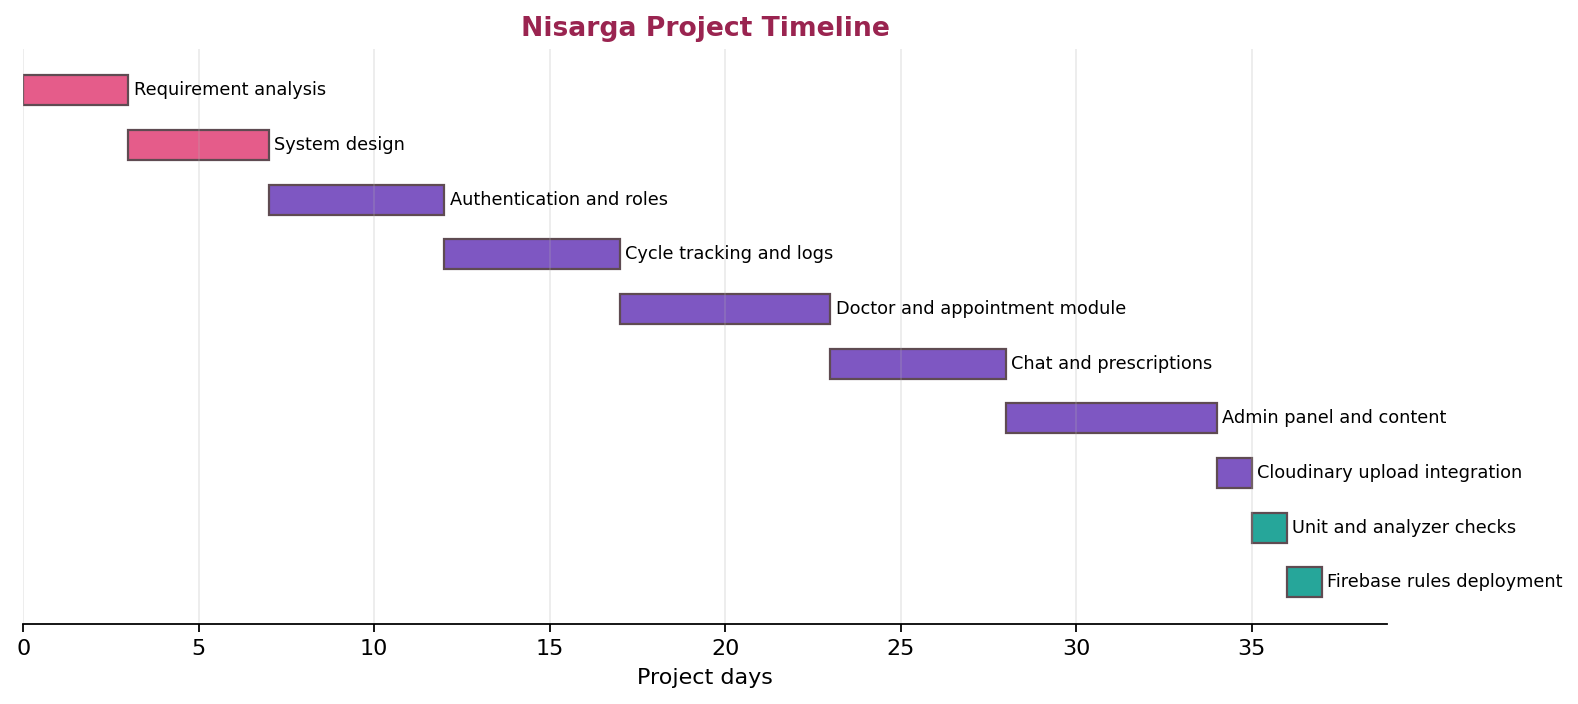 Nisarga Project Timeline
Requirement analysis
System design
Authentication and roles
Cycle tracking and logs
Doctor and appointment module
Chat and prescriptions
Admin panel and content
Cloudinary upload integration
Unit and analyzer checks
Firebase rules deployment
0 5 10 15 20 25 30 35
Project days